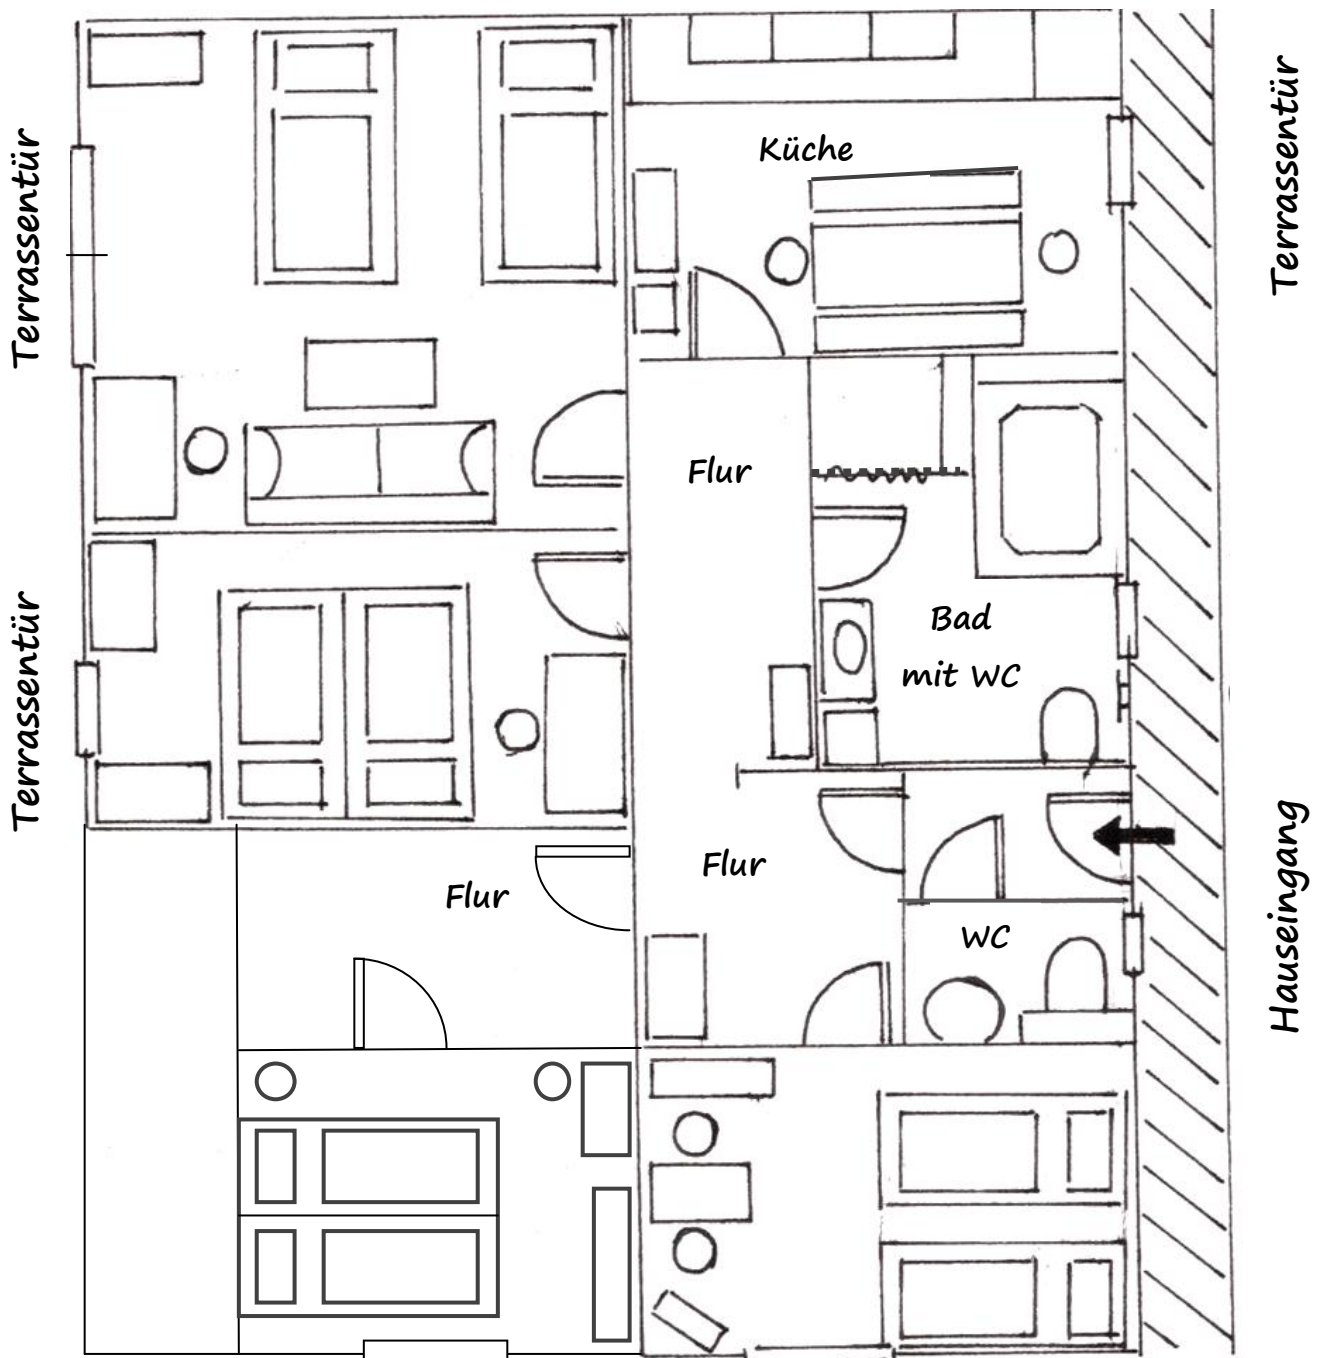 Terrassentür
Küche
Terrassentür
Flur
Terrassentür
Bad
mit WC
Flur
Flur
WC
Hauseingang